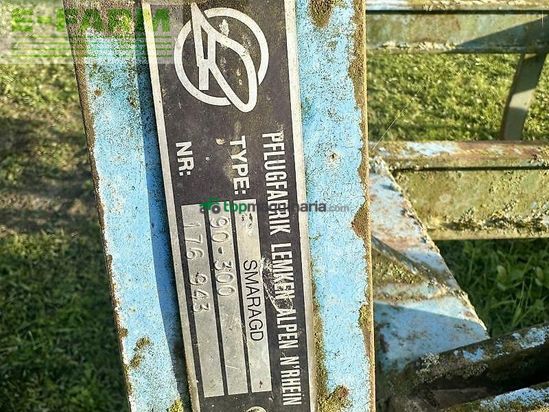 PFLUGFABRIK LEMKEN ALPEN N'RHEIN
SMARAGD
TYPE: 90-300
NR: 176 943
topmaquinaria.com
E-FARM